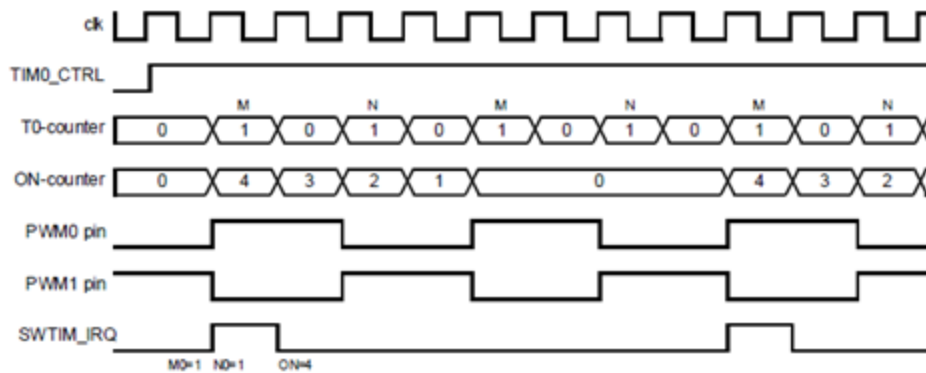 clk
TIM0_CTRL
M N M N M N
T0-counter 0 1 0 1 0 1 0 1 0 1 0 1
ON-counter 0 4 3 2 1 0 4 3 2
PWM0 pin
PWM1 pin
SWTIM_IRQ
M0=1 N0=1 ON=4